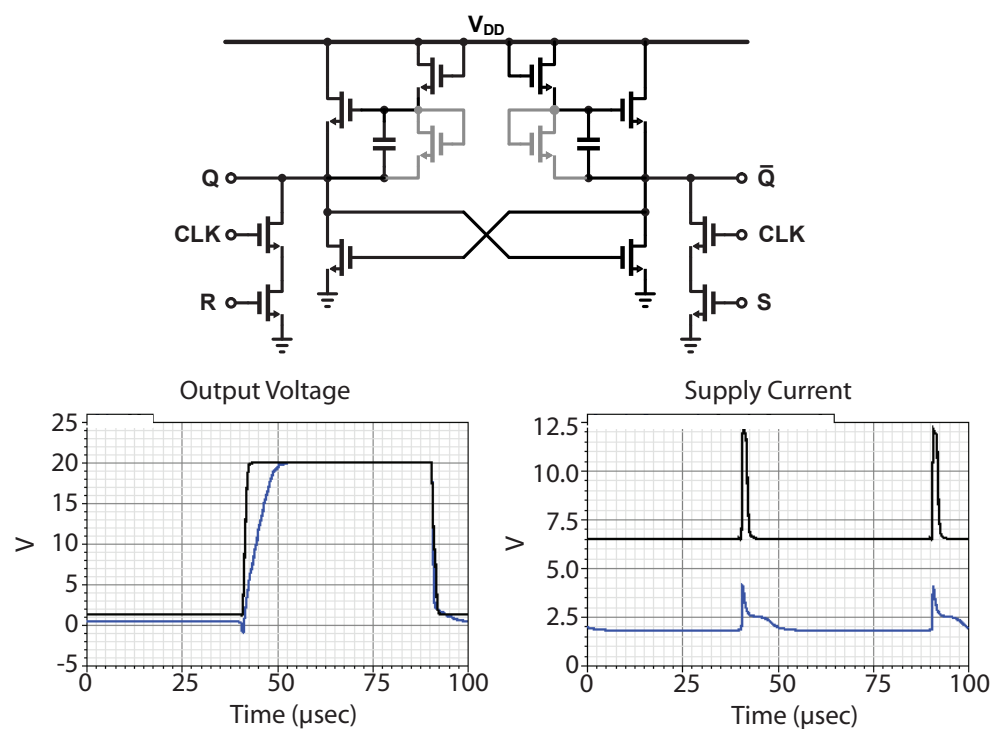 V_DD
Q Q̄
CLK CLK
R S
Output Voltage
25
20
15
10
5
0
-5
V
0 25 50 75 100
Time (μsec)
Supply Current
12.5
10.0
7.5
5.0
2.5
0
V
0 25 50 75 100
Time (μsec)